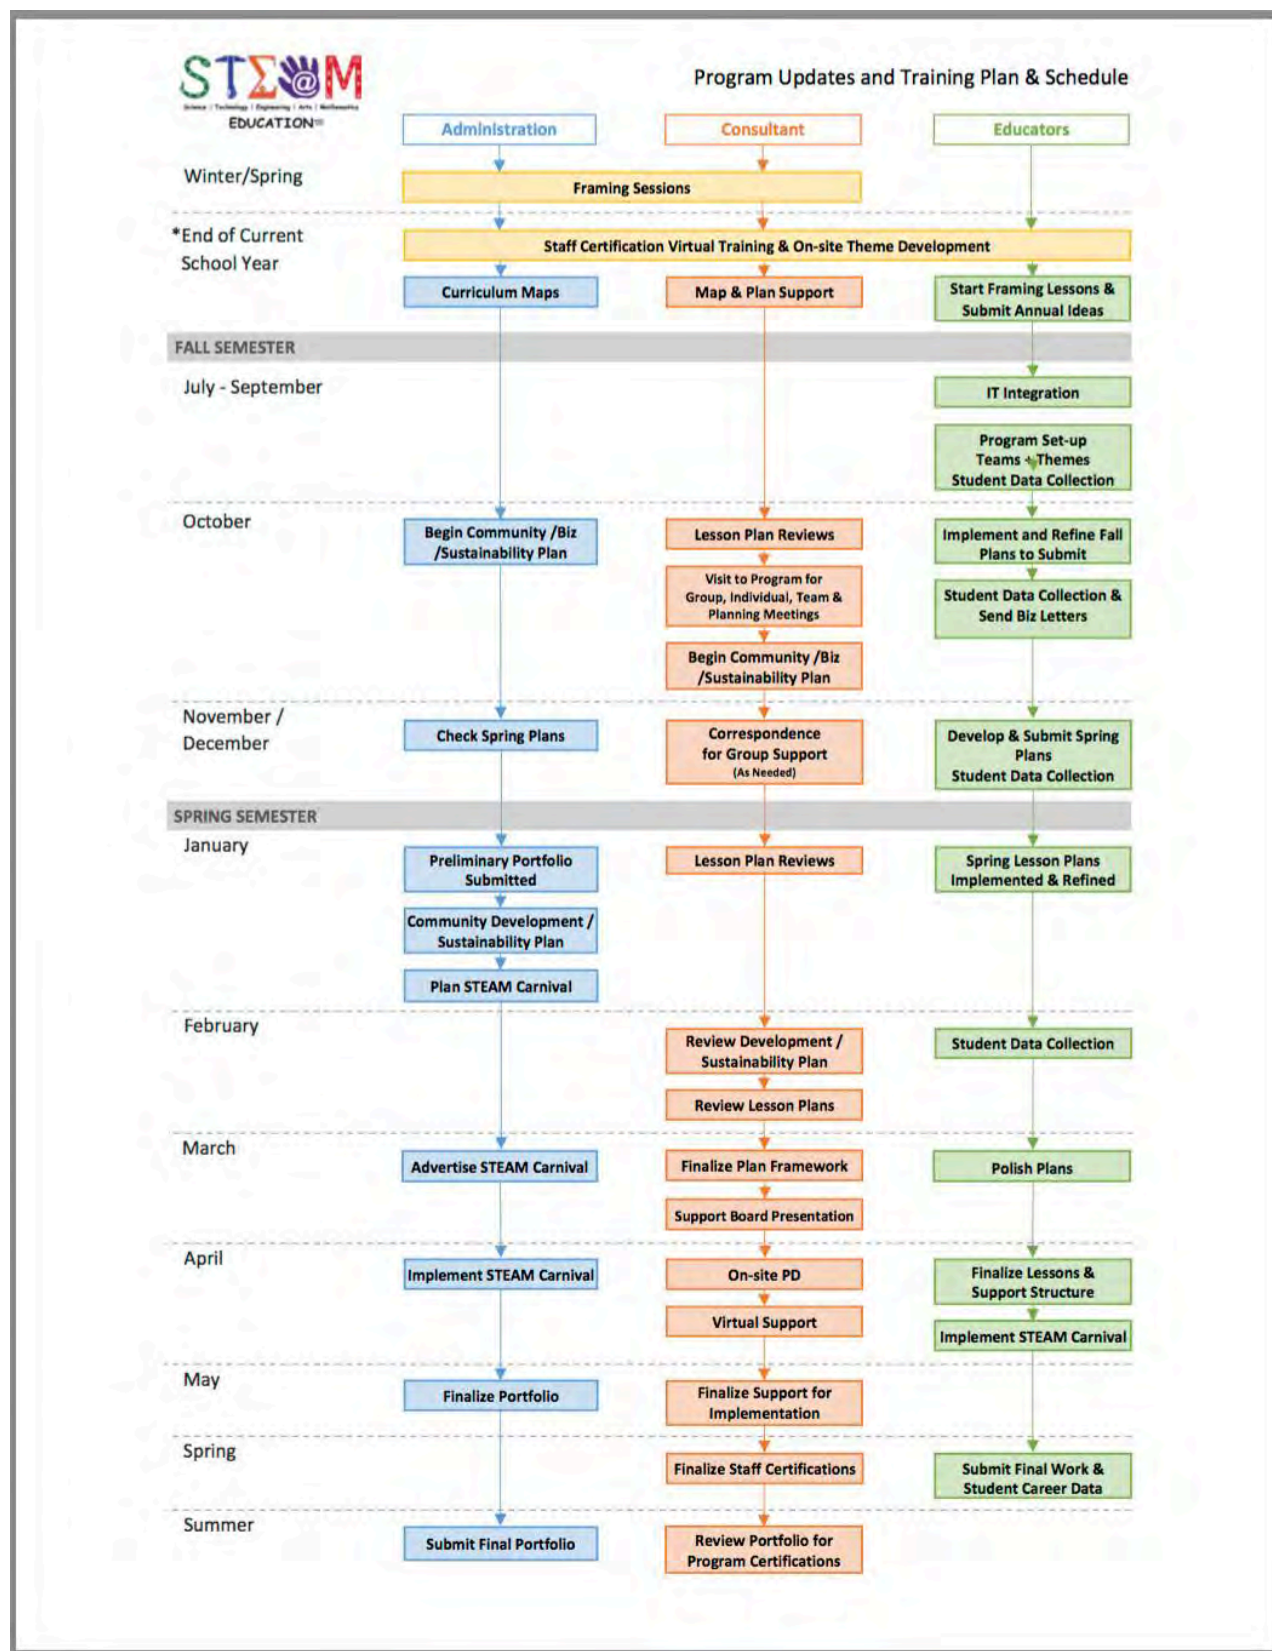 STEAM
Science | Technology | Engineering | Arts | Mathematics
EDUCATION
Program Updates and Training Plan & Schedule
Administration
Consultant
Educators
Winter/Spring
Framing Sessions
*End of Current
School Year
Staff Certification Virtual Training & On-site Theme Development
Curriculum Maps
Map & Plan Support
Start Framing Lessons &
Submit Annual Ideas
FALL SEMESTER
July - September
IT Integration
Program Set-up
Teams + Themes
Student Data Collection
October
Begin Community /Biz
/Sustainability Plan
Lesson Plan Reviews
Implement and Refine Fall
Plans to Submit
Visit to Program for
Group, Individual, Team &
Planning Meetings
Student Data Collection &
Send Biz Letters
Begin Community /Biz
/Sustainability Plan
November /
December
Check Spring Plans
Correspondence
for Group Support
(As Needed)
Develop & Submit Spring
Plans
Student Data Collection
SPRING SEMESTER
January
Preliminary Portfolio
Submitted
Lesson Plan Reviews
Spring Lesson Plans
Implemented & Refined
Community Development /
Sustainability Plan
Plan STEAM Carnival
February
Review Development /
Sustainability Plan
Student Data Collection
Review Lesson Plans
March
Advertise STEAM Carnival
Finalize Plan Framework
Polish Plans
Support Board Presentation
April
Implement STEAM Carnival
On-site PD
Finalize Lessons &
Support Structure
Virtual Support
Implement STEAM Carnival
May
Finalize Portfolio
Finalize Support for
Implementation
Spring
Finalize Staff Certifications
Submit Final Work &
Student Career Data
Summer
Submit Final Portfolio
Review Portfolio for
Program Certifications